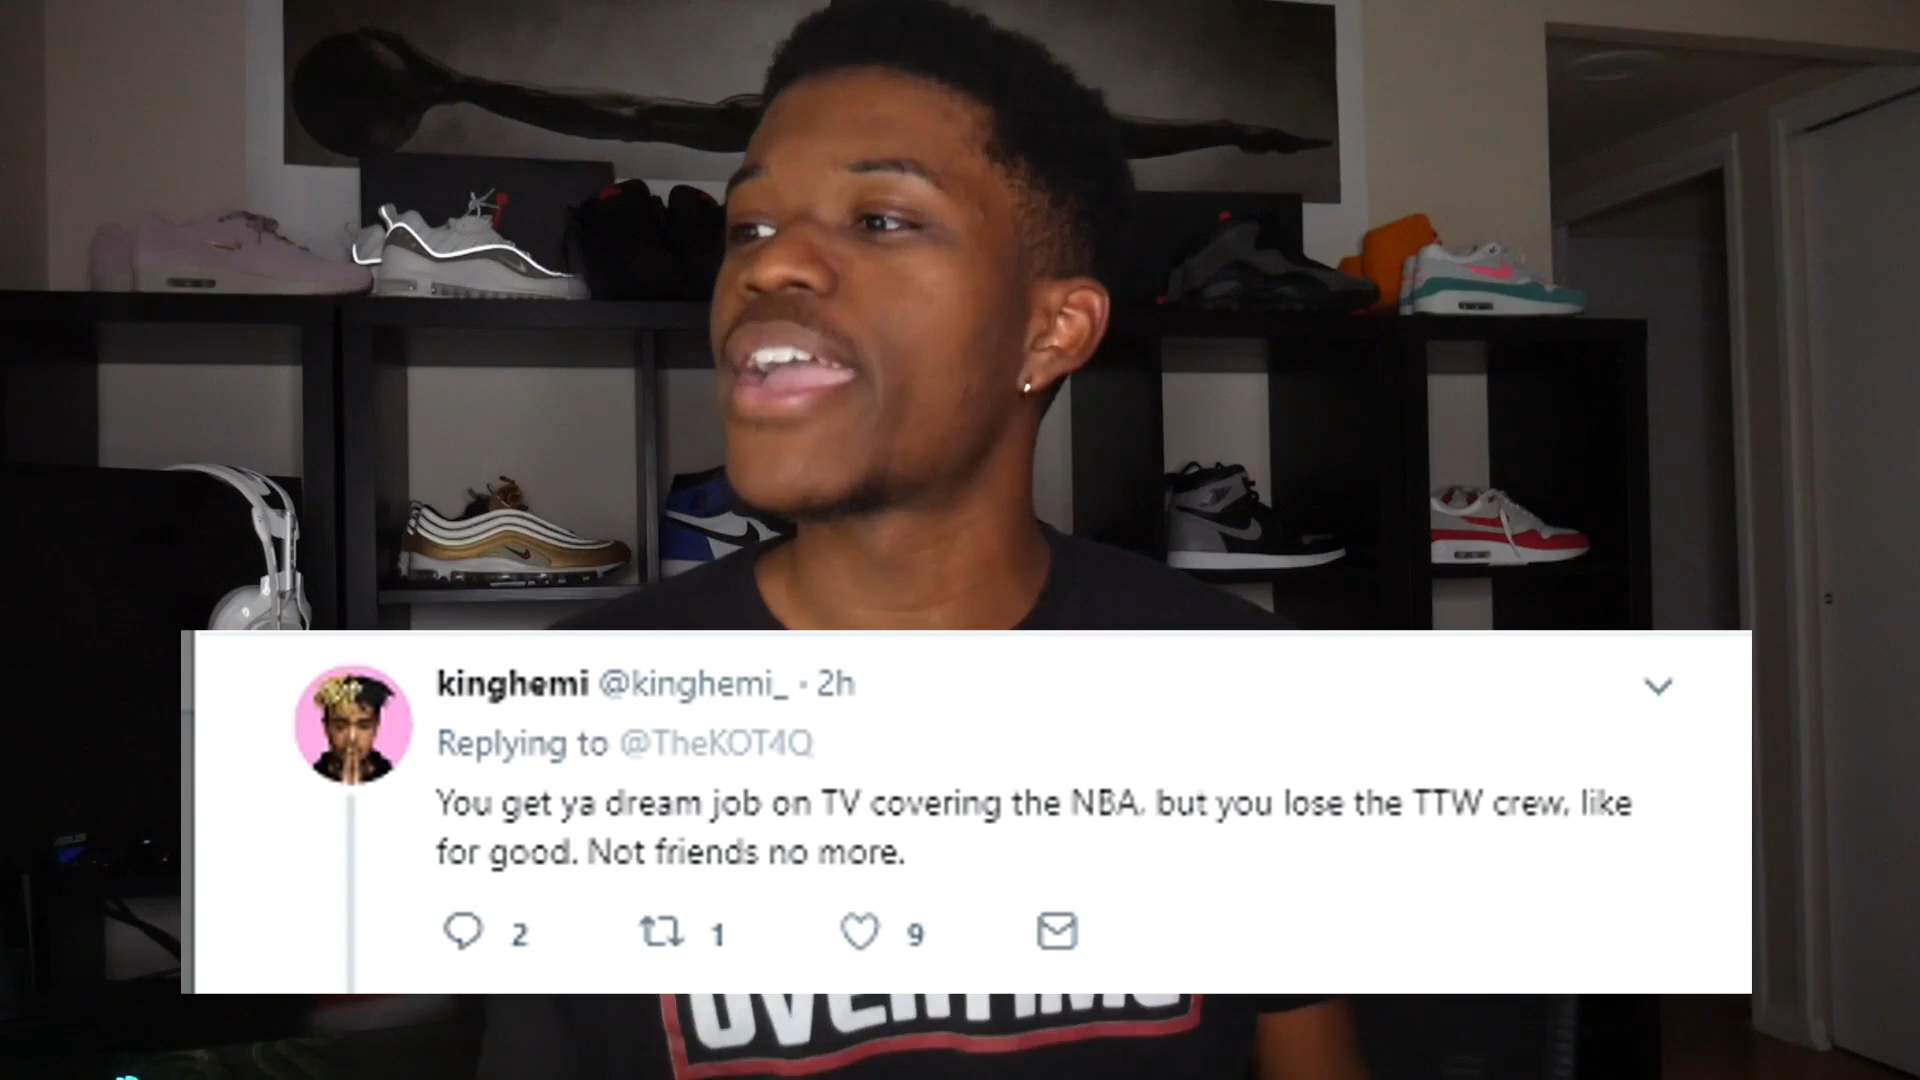 kinghemi @kinghemi_ · 2h
Replying to @TheKOT4Q
You get ya dream job on TV covering the NBA, but you lose the TTW crew, like
for good. Not friends no more.
2 1 9
OVERTIME